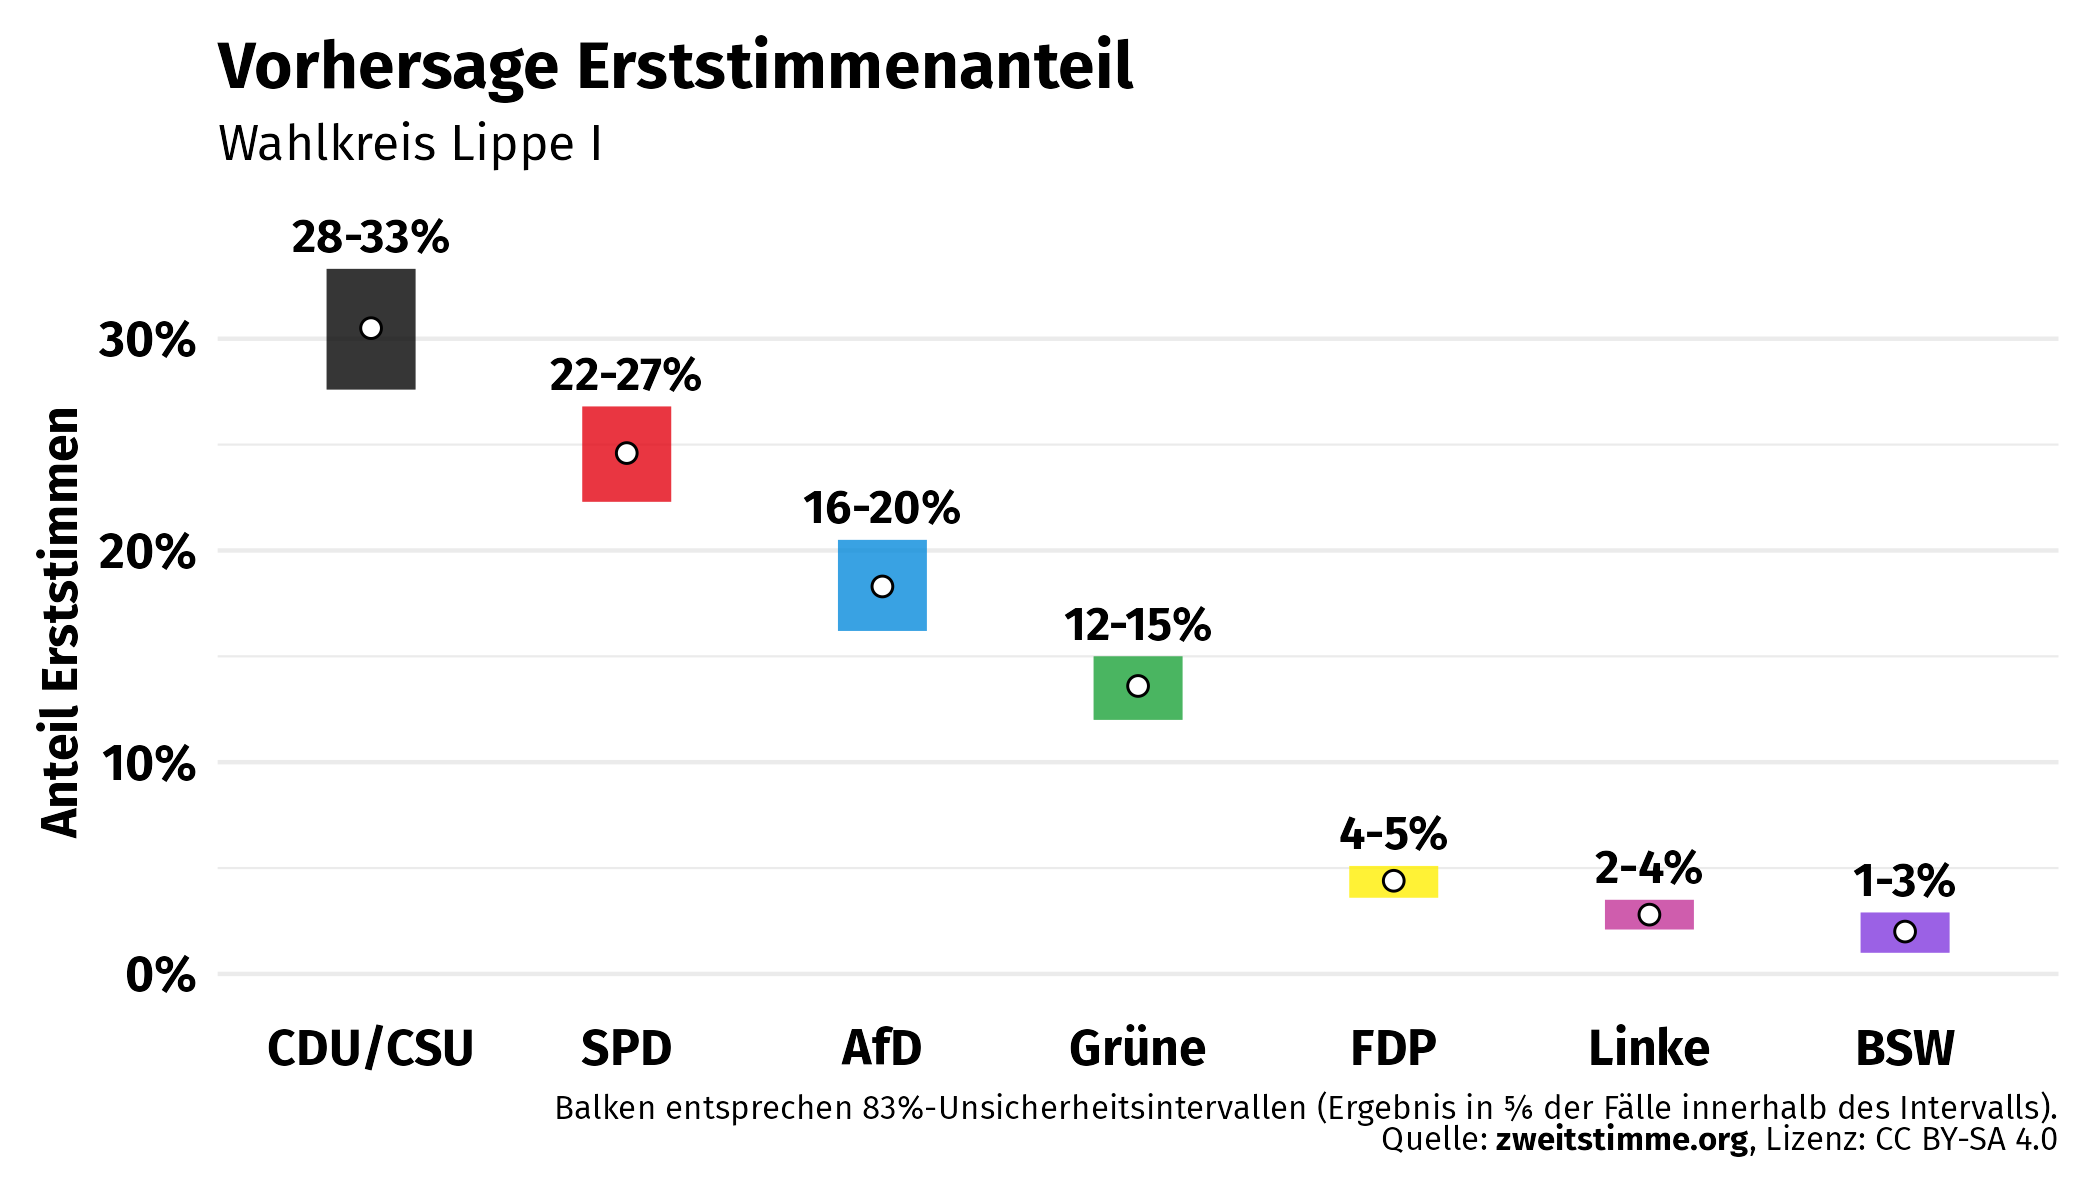 Vorhersage Erststimmenanteil
Wahlkreis Lippe I
Anteil Erststimmen
30%
20%
10%
0%
28-33%
22-27%
16-20%
12-15%
4-5%
2-4%
1-3%
CDU/CSU SPD AfD Grüne FDP Linke BSW
Balken entsprechen 83%-Unsicherheitsintervallen (Ergebnis in ⅚ der Fälle innerhalb des Intervalls).
Quelle: zweitstimme.org, Lizenz: CC BY-SA 4.0